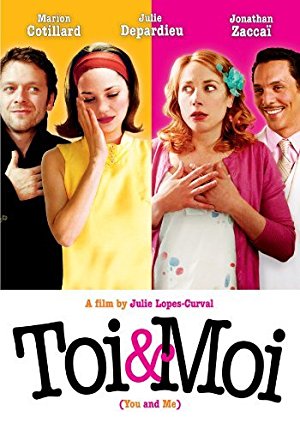 Marion Cotillard
Julie Depardieu
Jonathan Zaccaï
A film by Julie Lopes-Curval
Toi&Moi
(You and Me)